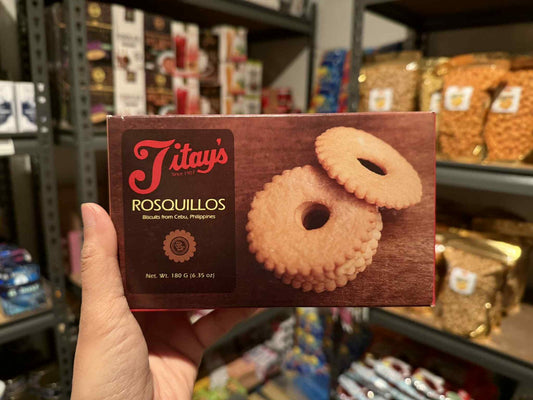 Titay's
Since 1907
ROSQUILLOS
Biscuits from Cebu, Philippines
Net. Wt. 180 G (6.35 oz)